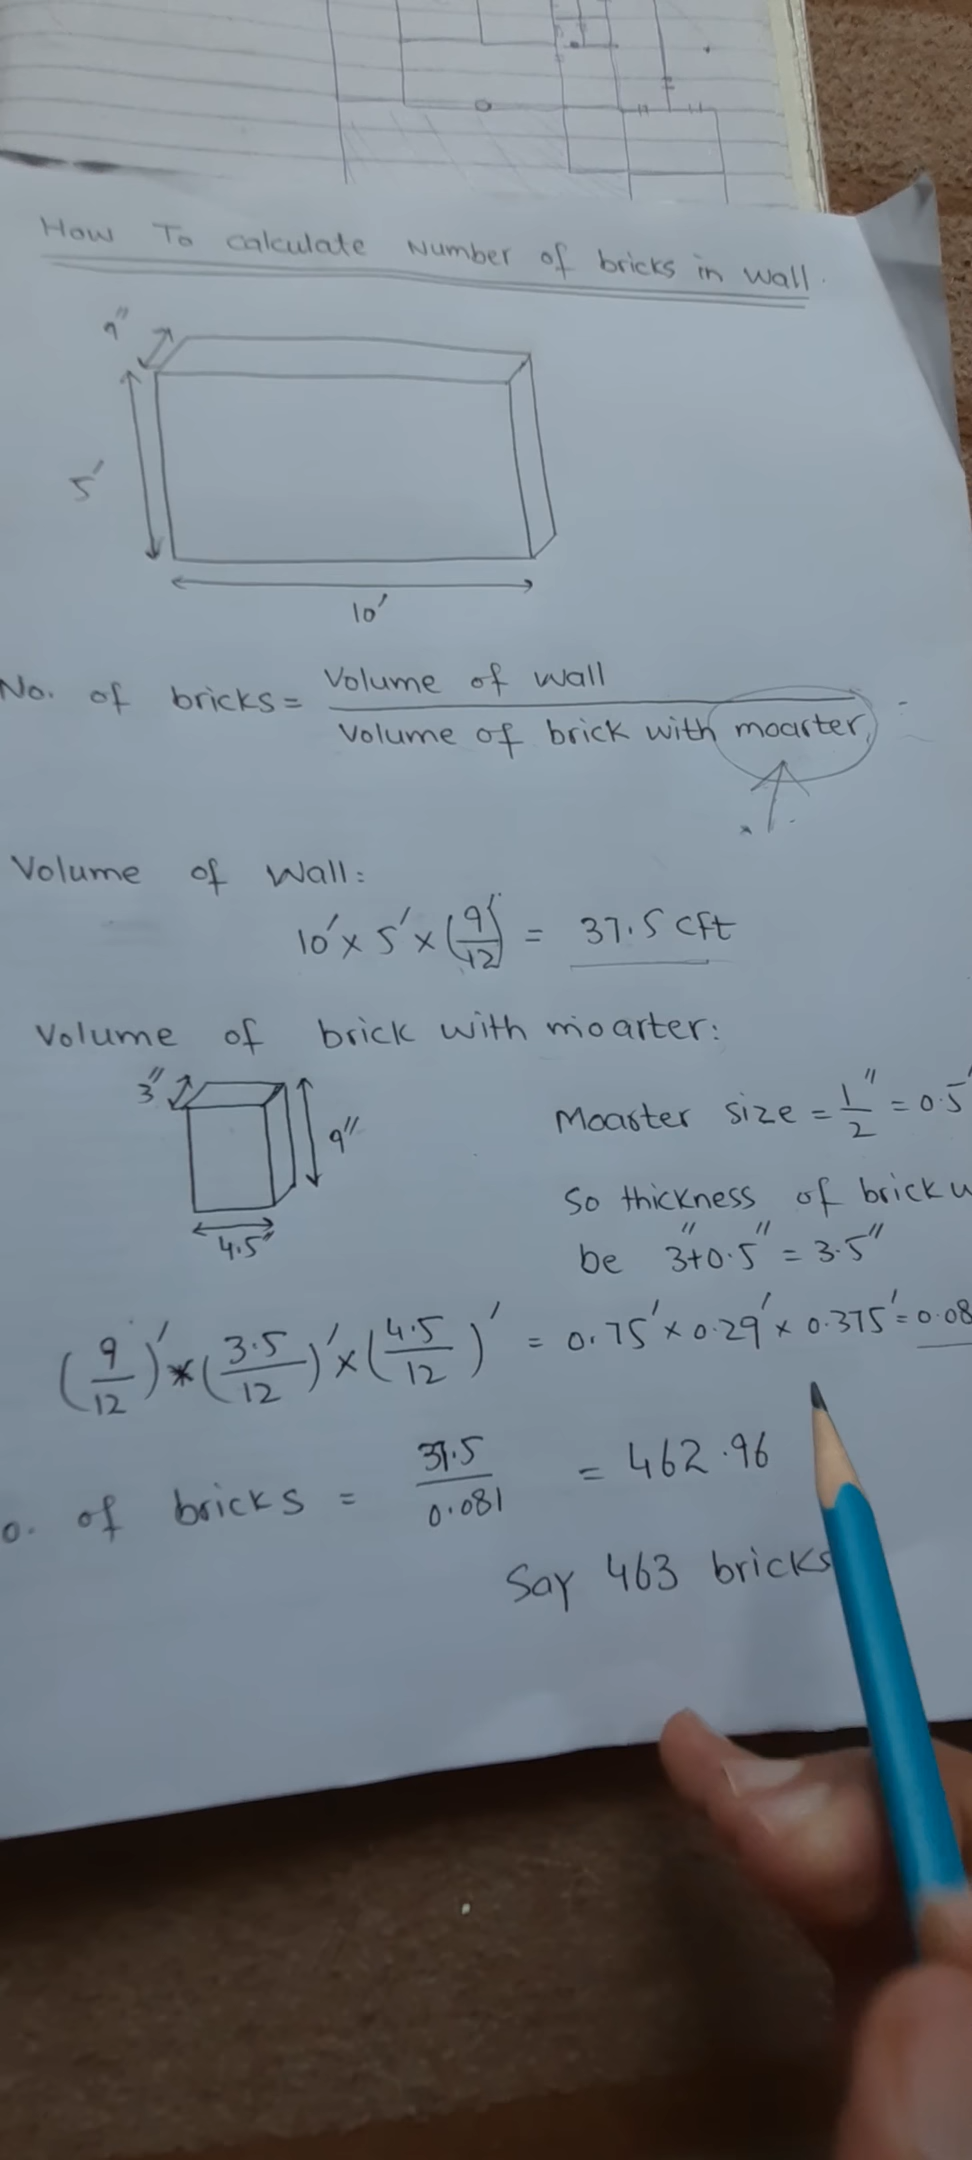 How To calculate Number of bricks in wall.
9"
5'
10'
No. of bricks = Volume of wall / Volume of brick with moarter
Volume of Wall:
10' x 5' x (9/12)' = 37.5 cft
Volume of brick with moarter:
3"
9"
4.5"
Moarter size = 1/2" = 0.5
So thickness of brick
be 3"+0.5" = 3.5"
(9/12)' x (3.5/12)' x (4.5/12)' = 0.75' x 0.29' x 0.375' = 0.08
o. of bricks = 37.5/0.081 = 462.96
Say 463 bricks